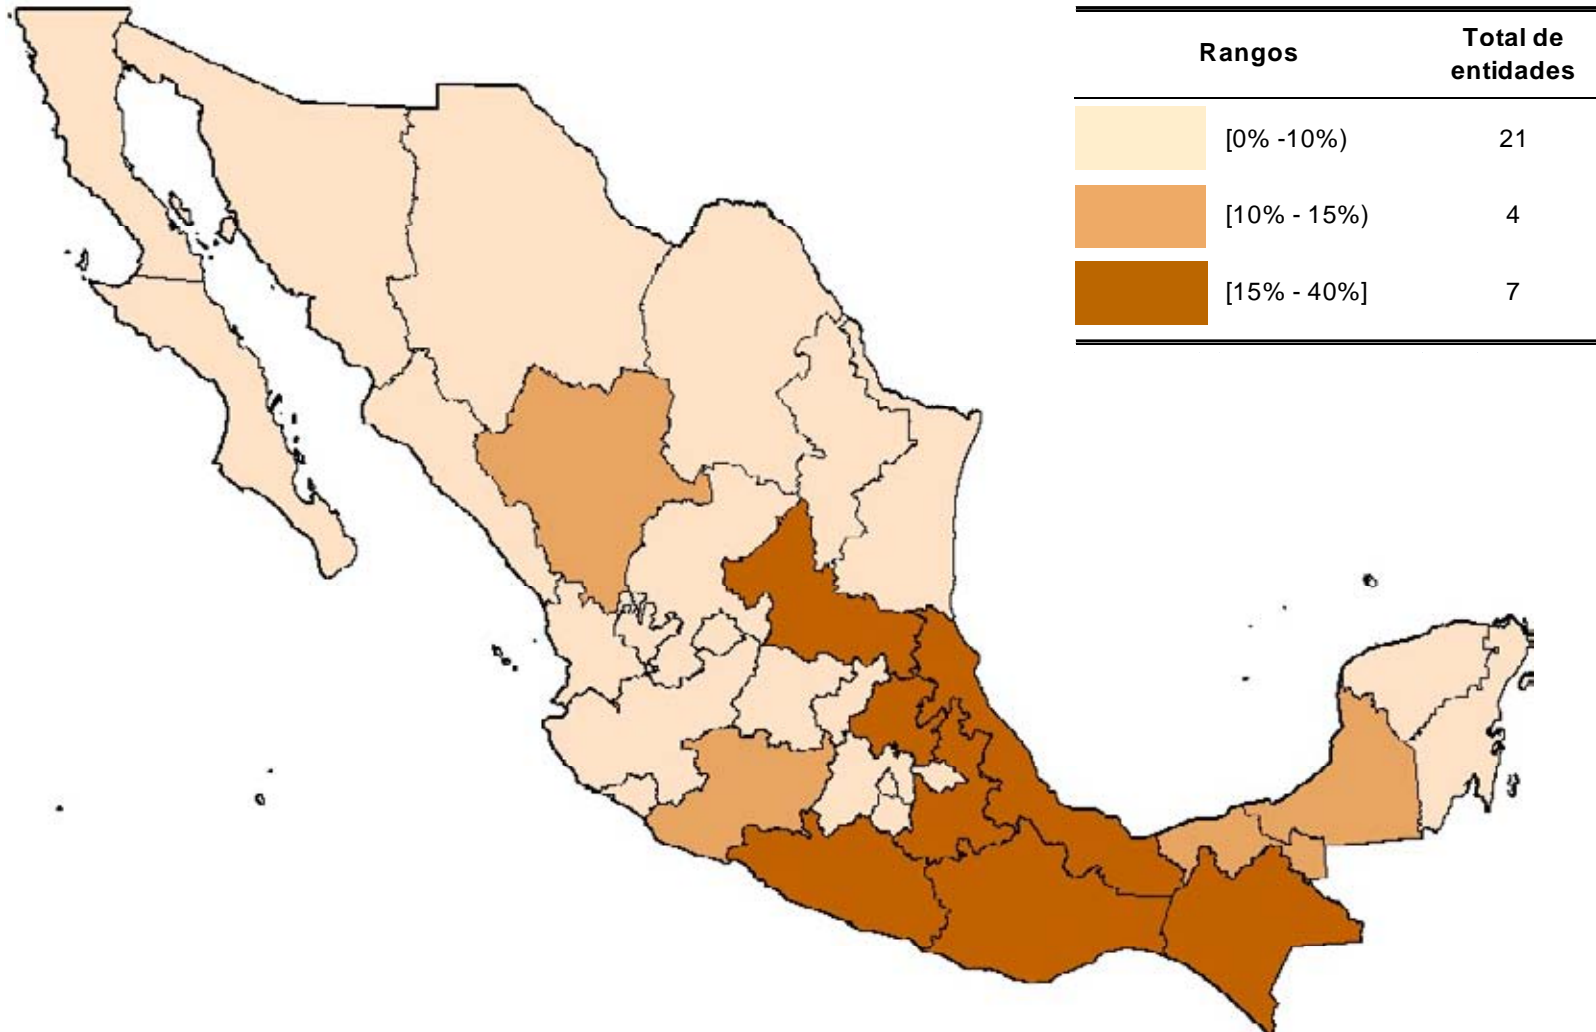 Rangos Total de entidades
[0% -10%) 21
[10% - 15%) 4
[15% - 40%] 7